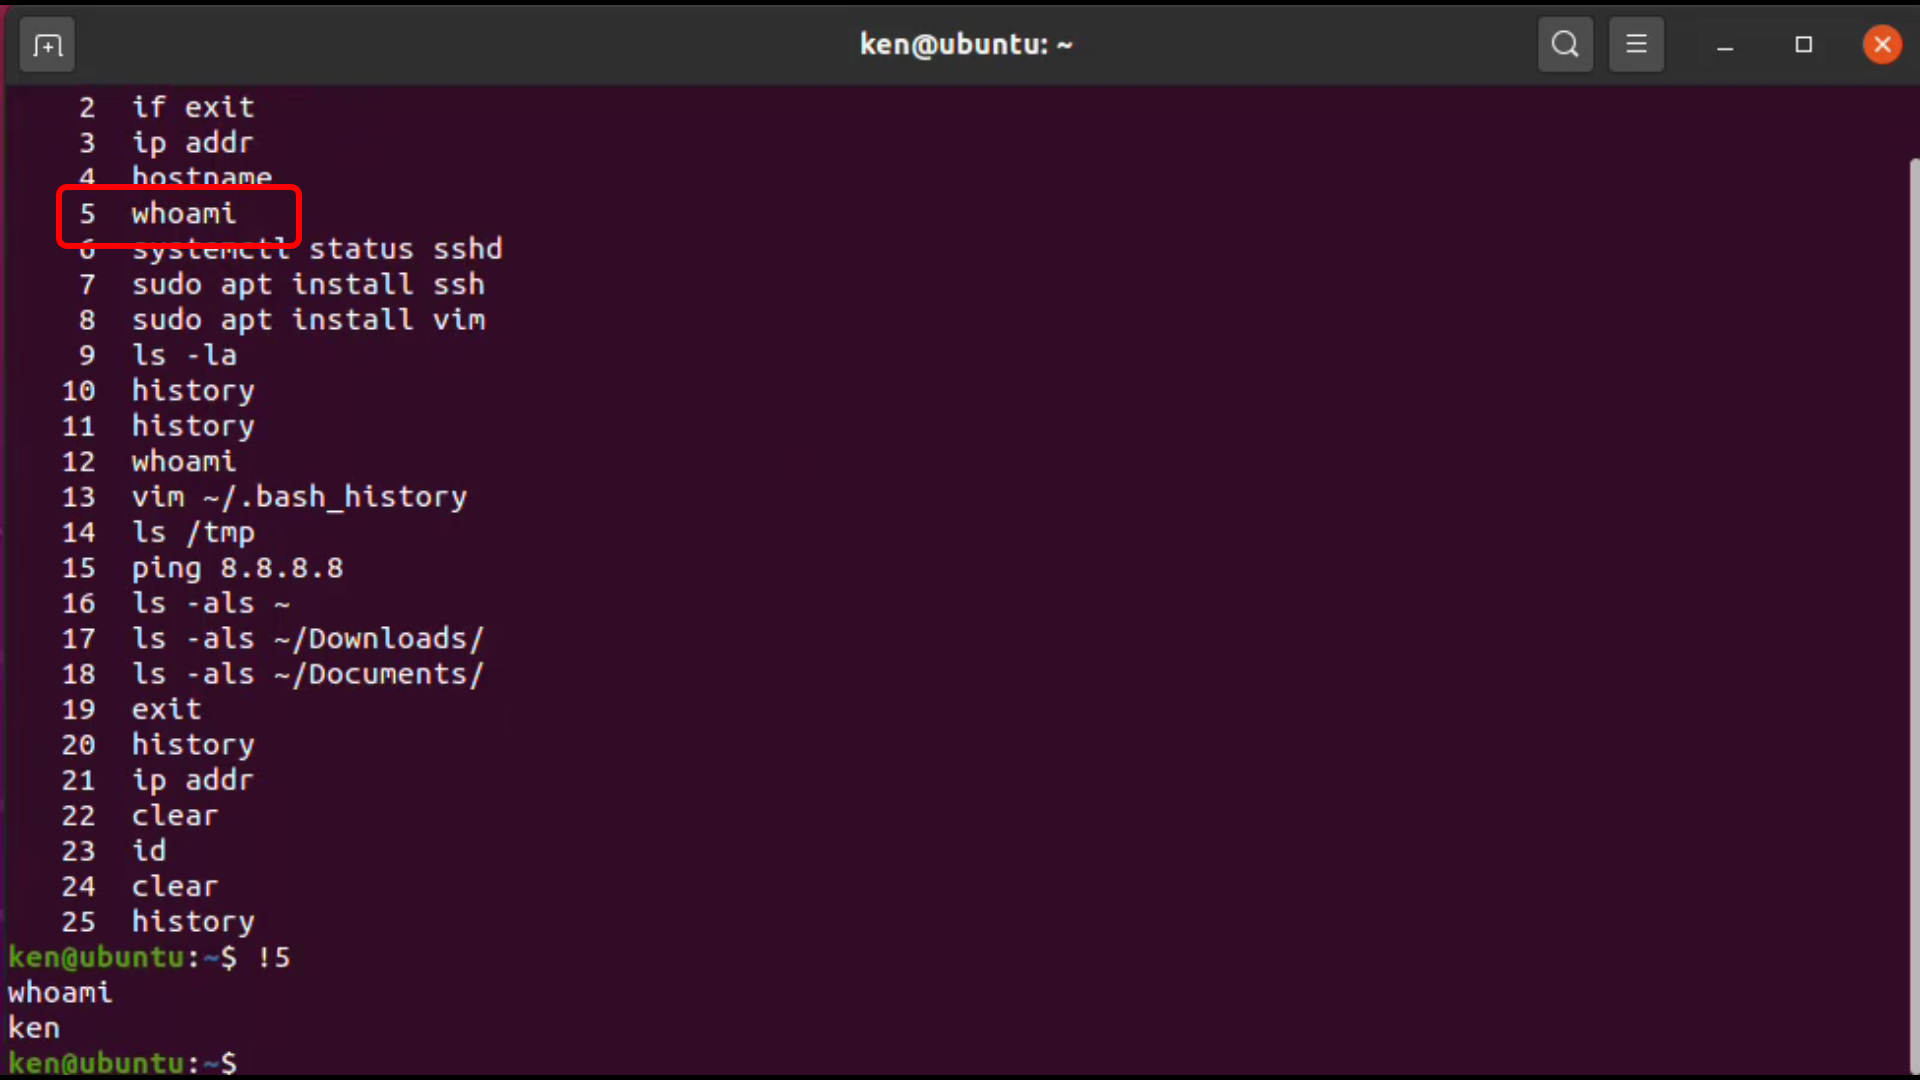 ken@ubuntu: ~
2 if exit
3 ip addr
4 hostname
5 whoami
6 systemctl status sshd
7 sudo apt install ssh
8 sudo apt install vim
9 ls -la
10 history
11 history
12 whoami
13 vim ~/.bash_history
14 ls /tmp
15 ping 8.8.8.8
16 ls -als ~
17 ls -als ~/Downloads/
18 ls -als ~/Documents/
19 exit
20 history
21 ip addr
22 clear
23 id
24 clear
25 history
ken@ubuntu:~$ !5
whoami
ken
ken@ubuntu:~$